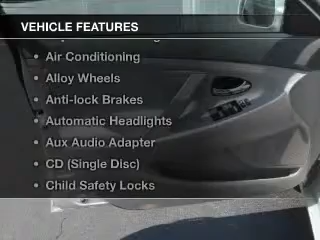 VEHICLE FEATURES
• Air Conditioning
• Alloy Wheels
• Anti-lock Brakes
• Automatic Headlights
• Aux Audio Adapter
• CD (Single Disc)
• Child Safety Locks